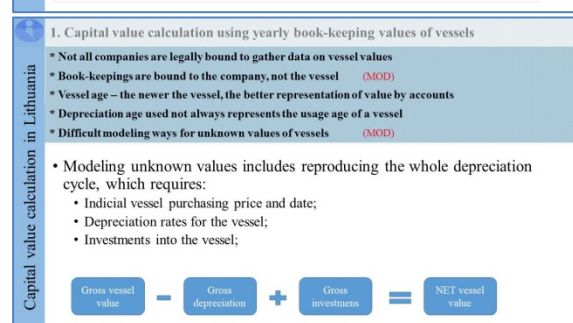 1. Capital value calculation using yearly book-keeping values of vessels
* Not all companies are legally bound to gather data on vessel values
* Book-keepings are bound to the company, not the vessel (MOD)
* Vessel age – the newer the vessel, the better representation of value by accounts
* Depreciation age used not always represents the usage age of a vessel
* Difficult modeling ways for unknown values of vessels (MOD)
• Modeling unknown values includes reproducing the whole depreciation
cycle, which requires:
• Indicial vessel purchasing price and date;
• Depreciation rates for the vessel;
• Investments into the vessel;
Gross vessel
value
−
Gross
depreciation
+
Gross
investmens
=
NET vessel
value
Capital value calculation in Lithuania